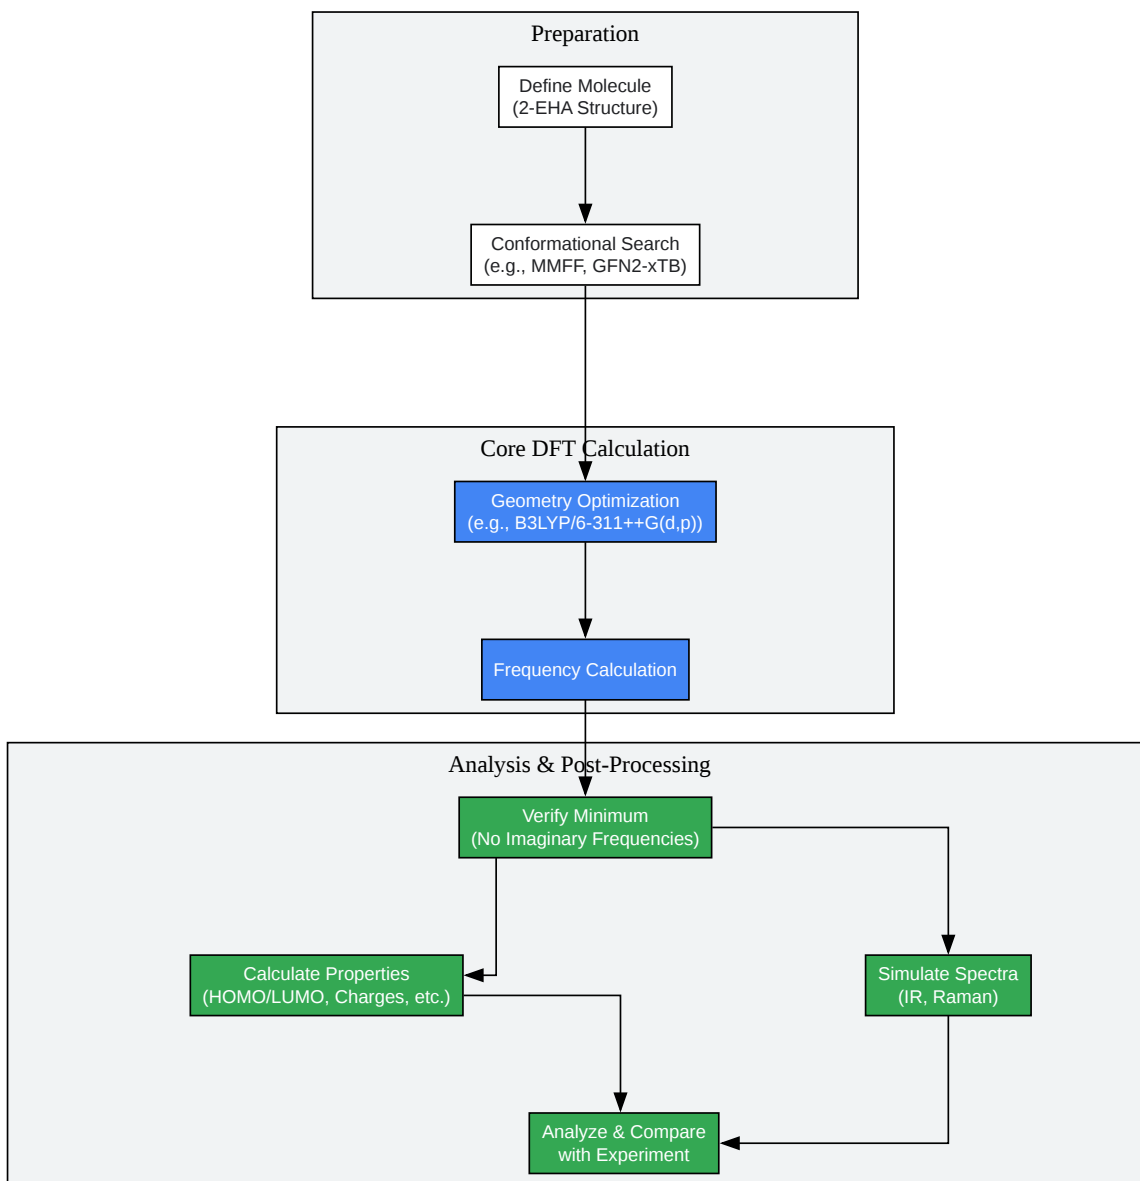 Preparation
Define Molecule
(2-EHA Structure)
Conformational Search
(e.g., MMFF, GFN2-xTB)
Core DFT Calculation
Geometry Optimization
(e.g., B3LYP/6-311++G(d,p))
Frequency Calculation
Analysis & Post-Processing
Verify Minimum
(No Imaginary Frequencies)
Calculate Properties
(HOMO/LUMO, Charges, etc.)
Simulate Spectra
(IR, Raman)
Analyze & Compare
with Experiment